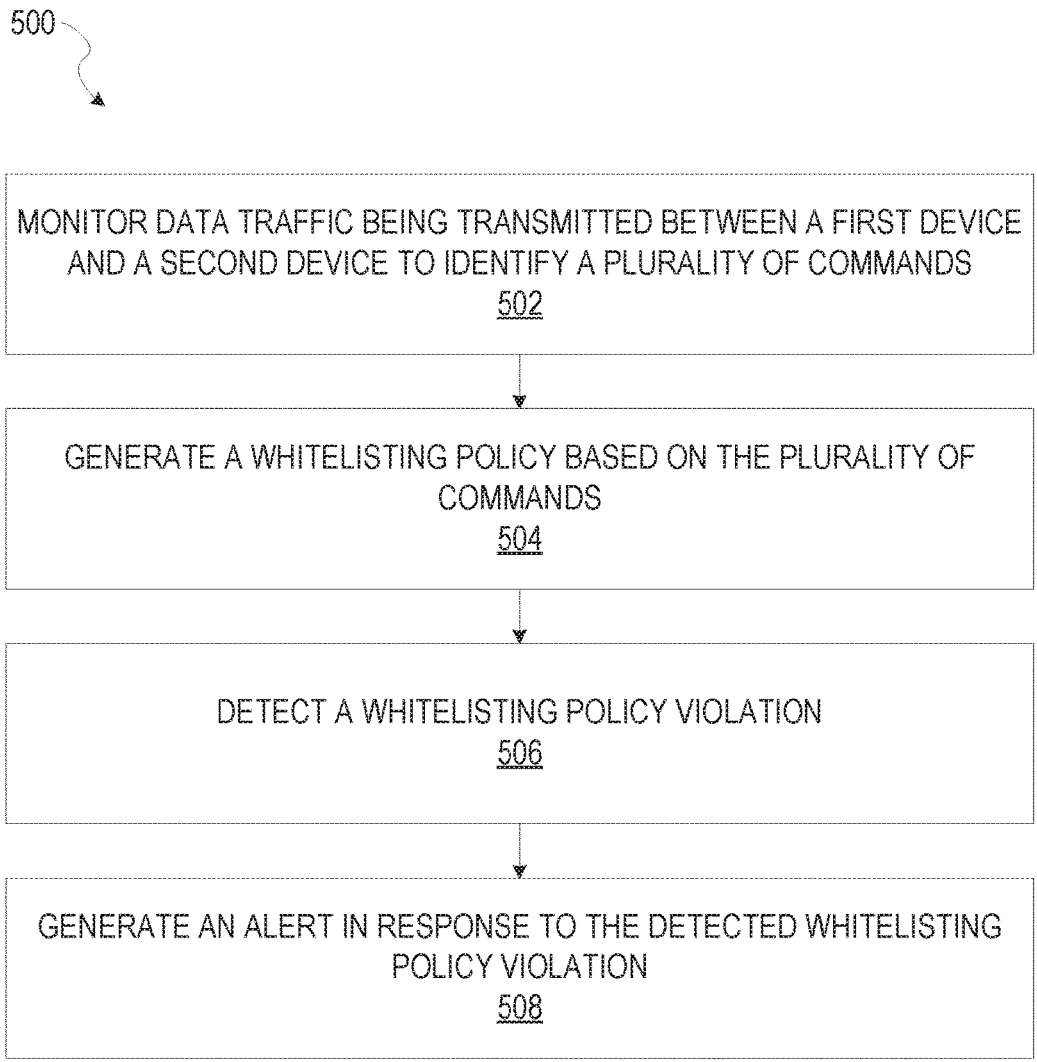 500
MONITOR DATA TRAFFIC BEING TRANSMITTED BETWEEN A FIRST DEVICE
AND A SECOND DEVICE TO IDENTIFY A PLURALITY OF COMMANDS
502
GENERATE A WHITELISTING POLICY BASED ON THE PLURALITY OF
COMMANDS
504
DETECT A WHITELISTING POLICY VIOLATION
506
GENERATE AN ALERT IN RESPONSE TO THE DETECTED WHITELISTING
POLICY VIOLATION
508